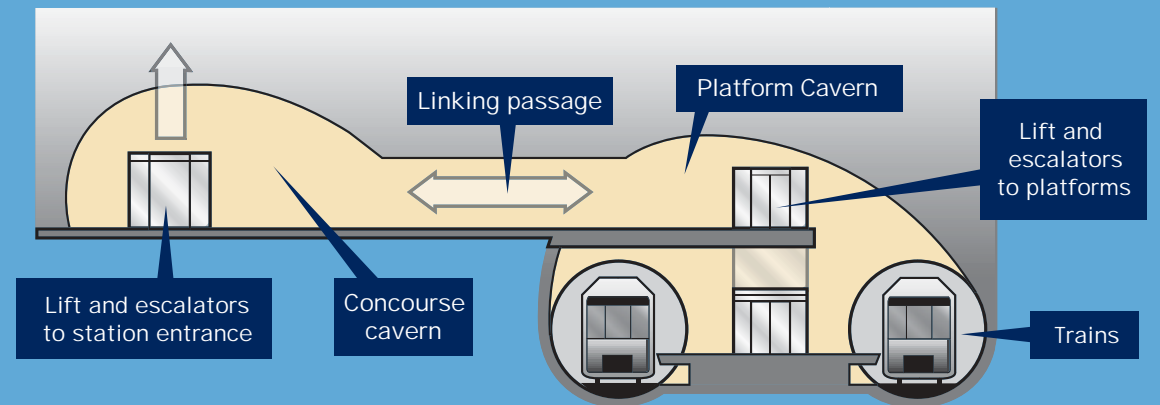 Linking passage
Platform Cavern
Lift and
escalators
to platforms
Lift and escalators
to station entrance
Concourse
cavern
Trains